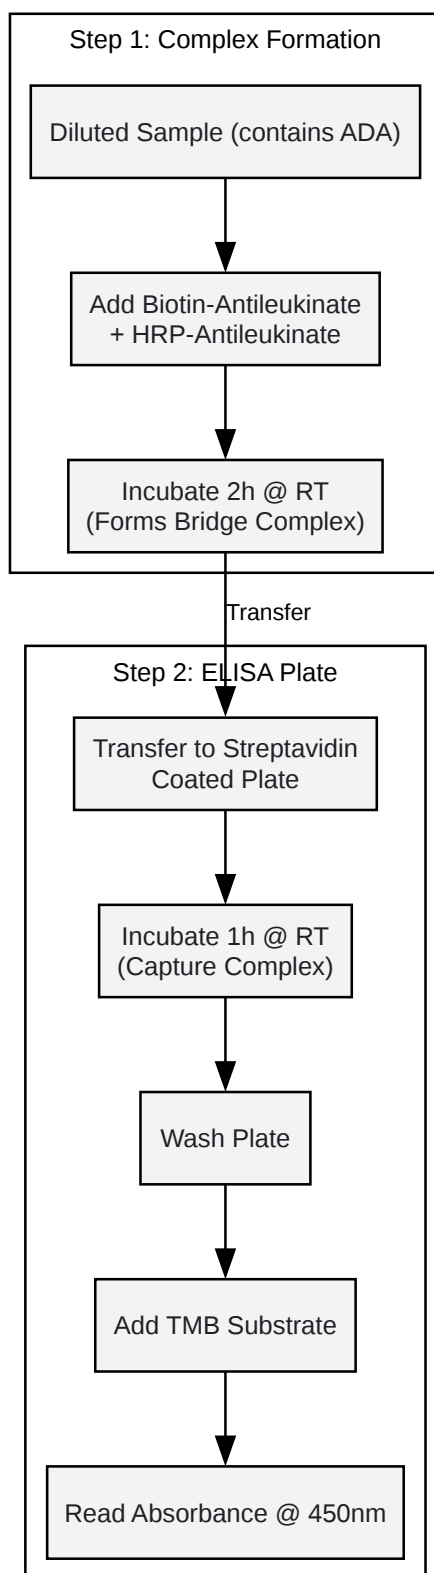 Step 1: Complex Formation
Diluted Sample (contains ADA)
Add Biotin-Antileukinate
+ HRP-Antileukinate
Incubate 2h @ RT
(Forms Bridge Complex)
Transfer
Step 2: ELISA Plate
Transfer to Streptavidin
Coated Plate
Incubate 1h @ RT
(Capture Complex)
Wash Plate
Add TMB Substrate
Read Absorbance @ 450nm